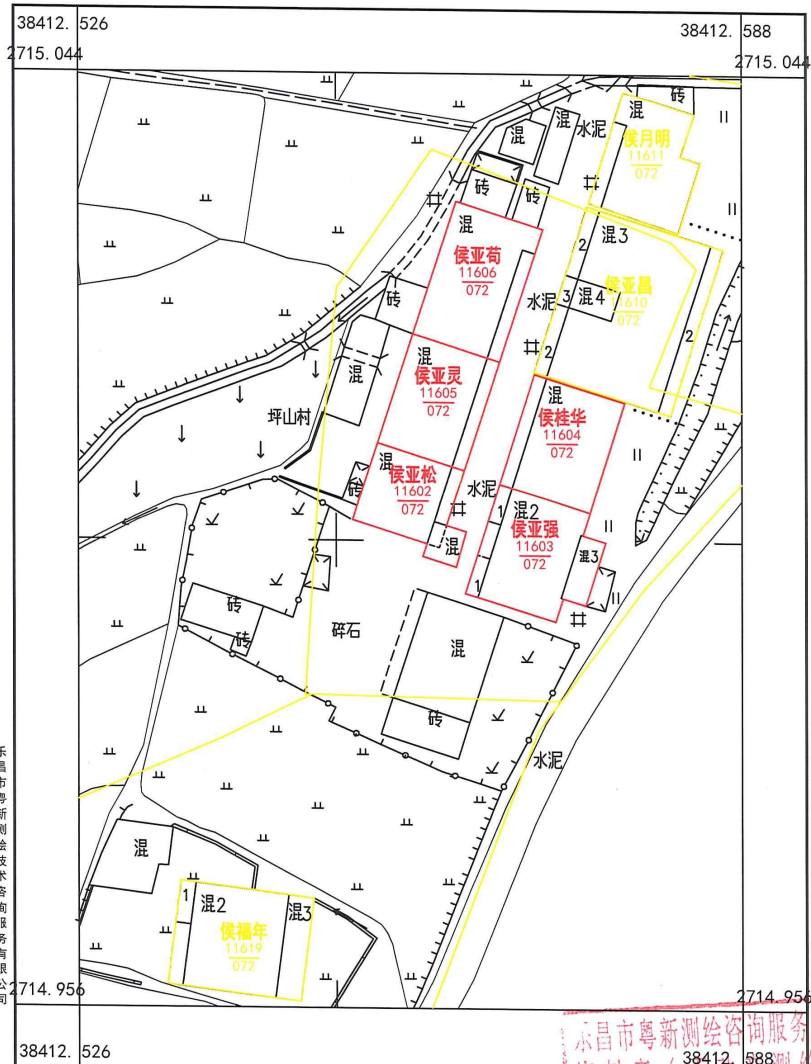 38412. 526
38412. 588
2715.044
2715.044
砖
混
混
混
水泥
侯月明
11611
072
砖
砖
混
侯亚苟
11606
072
2
混3
侯亚昌
11610
072
水泥
3
混4
2
2
砖
混
混
侯亚灵
11605
072
坪山村
混
侯桂华
11604
072
混
侯亚松
11602
072
砖
水泥
1
混2
侯亚强
11603
072
混
混3
1
砖
砖
碎石
混
砖
水泥
混
1
混2
混3
侯福年
11619
072
乐昌市粤新测绘技术咨询服务有限公司
2714.956
2714.956
乐昌市粤新测绘咨询服务
38412. 526
38412. 588